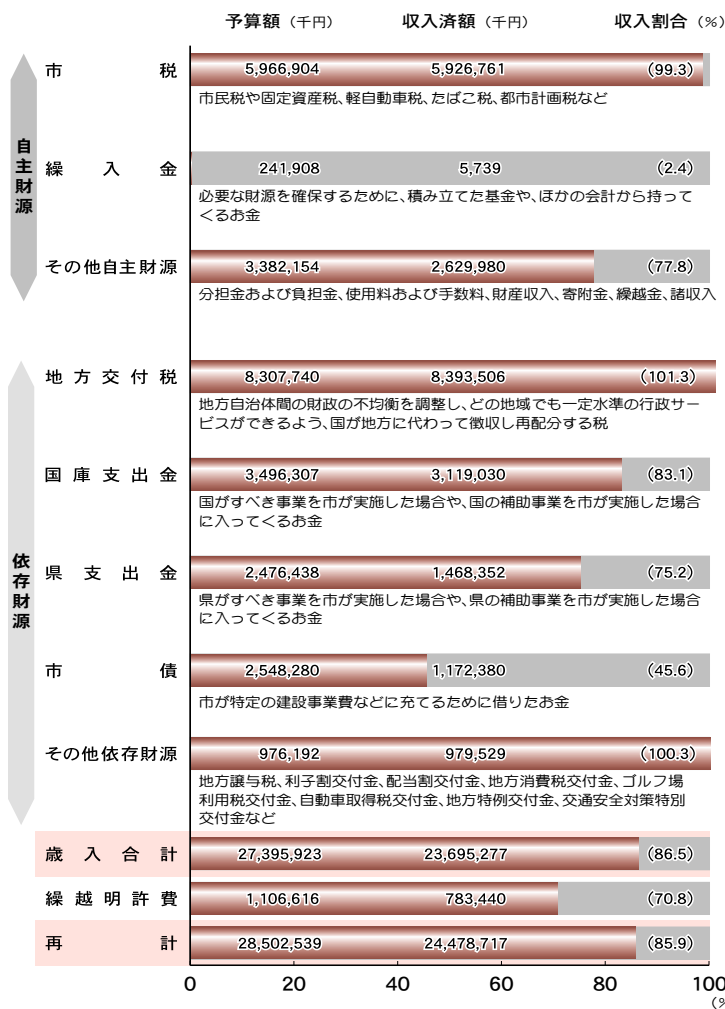 予算額（千円） 収入済額（千円） 収入割合（%）
自主財源
市税 5,966,904 5,926,761 (99.3)
市民税や固定資産税、軽自動車税、たばこ税、都市計画税など
繰入金 241,908 5,739 (2.4)
必要な財源を確保するために、積み立てた基金や、ほかの会計から持って
くるお金
その他自主財源 3,382,154 2,629,980 (77.8)
分担金および負担金、使用料および手数料、財産収入、寄附金、繰越金、諸収入
依存財源
地方交付税 8,307,740 8,393,506 (101.3)
地方自治体間の財政の不均衡を調整し、どの地域でも一定水準の行政サー
ビスができるよう、国が地方に代わって徴収し再配分する税
国庫支出金 3,496,307 3,119,030 (83.1)
国がすべき事業を市が実施した場合や、国の補助事業を市が実施した場合
に入ってくるお金
県支出金 2,476,438 1,468,352 (75.2)
県がすべき事業を市が実施した場合や、県の補助事業を市が実施した場合
に入ってくるお金
市債 2,548,280 1,172,380 (45.6)
市が特定の建設事業費などに充てるために借りたお金
その他依存財源 976,192 979,529 (100.3)
地方譲与税、利子割交付金、配当割交付金、地方消費税交付金、ゴルフ場
利用税交付金、自動車取得税交付金、地方特例交付金、交通安全対策特別
交付金など
歳入合計 27,395,923 23,695,277 (86.5)
繰越明許費 1,106,616 783,440 (70.8)
再計 28,502,539 24,478,717 (85.9)
0 20 40 60 80 100
(%